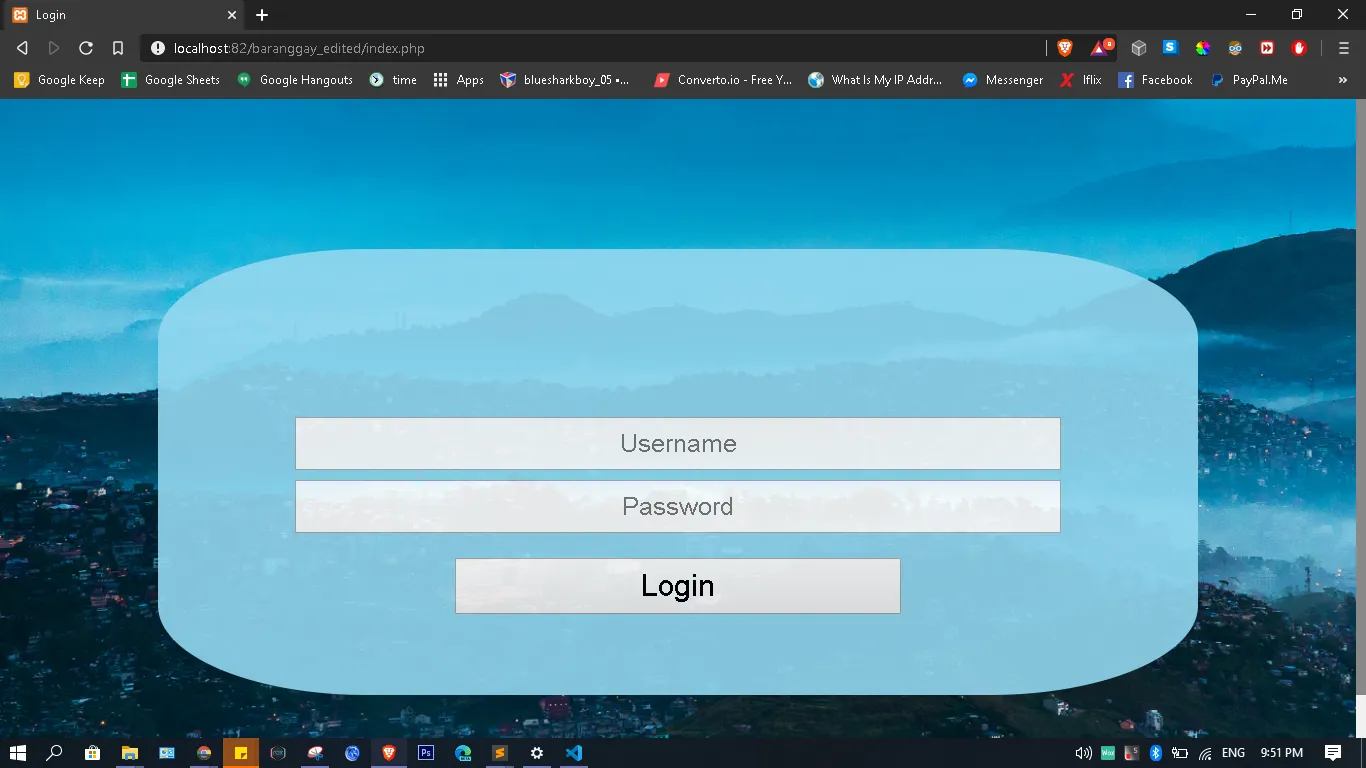 Login
localhost:82/baranggay_edited/index.php
Google Keep Google Sheets Google Hangouts time Apps bluesharkboy_05 •... Converto.io - Free Y... What Is My IP Addr... Messenger Iflix Facebook PayPal.Me »
Username
Password
Login
ENG 9:51 PM